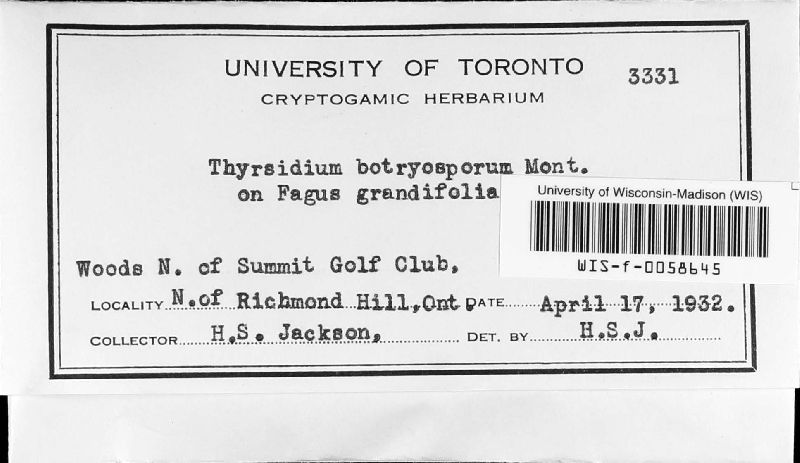 UNIVERSITY OF TORONTO 3331
CRYPTOGAMIC HERBARIUM
Thyrsidium botryosporum Mont.
on Fagus grandifolia
University of Wisconsin-Madison (WIS)
WIS-f-0058645
Woods N. of Summit Golf Club,
LOCALITY N. of Richmond Hill, Ont. DATE April 17, 1932.
COLLECTOR H.S. Jackson, DET. BY H.S.J.